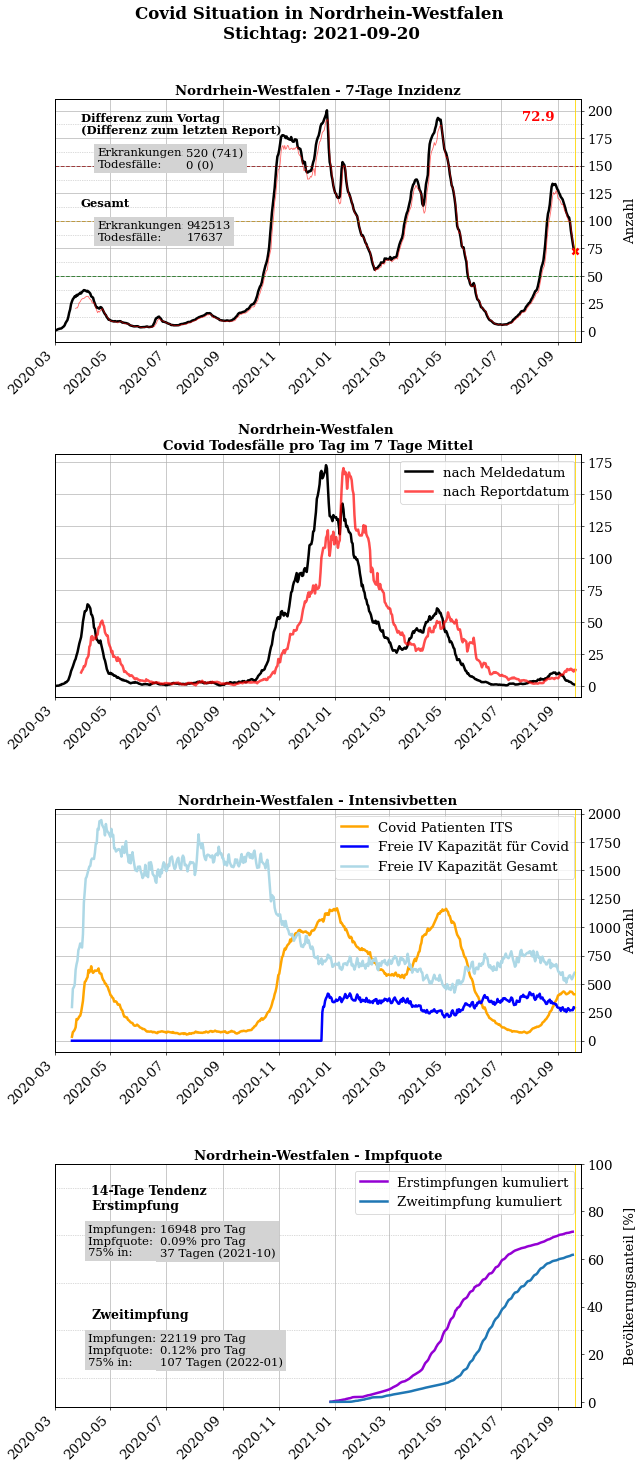 Covid Situation in Nordrhein-Westfalen
Stichtag: 2021-09-20
Nordrhein-Westfalen - 7-Tage Inzidenz
Differenz zum Vortag
(Differenz zum letzten Report)
Erkrankungen 520 (741)
Todesfälle: 0 (0)
Gesamt
Erkrankungen 942513
Todesfälle: 17637
72.9
200
175
150
125
100
75
50
25
0
Anzahl
2020-03
2020-05
2020-07
2020-09
2020-11
2021-01
2021-03
2021-05
2021-07
2021-09
Nordrhein-Westfalen
Covid Todesfälle pro Tag im 7 Tage Mittel
nach Meldedatum
nach Reportdatum
175
150
125
100
75
50
25
0
2020-03
2020-05
2020-07
2020-09
2020-11
2021-01
2021-03
2021-05
2021-07
2021-09
Nordrhein-Westfalen - Intensivbetten
Covid Patienten ITS
Freie IV Kapazität für Covid
Freie IV Kapazität Gesamt
2000
1750
1500
1250
1000
750
500
250
0
Anzahl
2020-03
2020-05
2020-07
2020-09
2020-11
2021-01
2021-03
2021-05
2021-07
2021-09
Nordrhein-Westfalen - Impfquote
14-Tage Tendenz
Erstimpfung
Impfungen: 16948 pro Tag
Impfquote: 0.09% pro Tag
75% in: 37 Tagen (2021-10)
Zweitimpfung
Impfungen: 22119 pro Tag
Impfquote: 0.12% pro Tag
75% in: 107 Tagen (2022-01)
Erstimpfungen kumuliert
Zweitimpfung kumuliert
100
80
60
40
20
0
Bevölkerungsanteil [%]
2020-03
2020-05
2020-07
2020-09
2020-11
2021-01
2021-03
2021-05
2021-07
2021-09